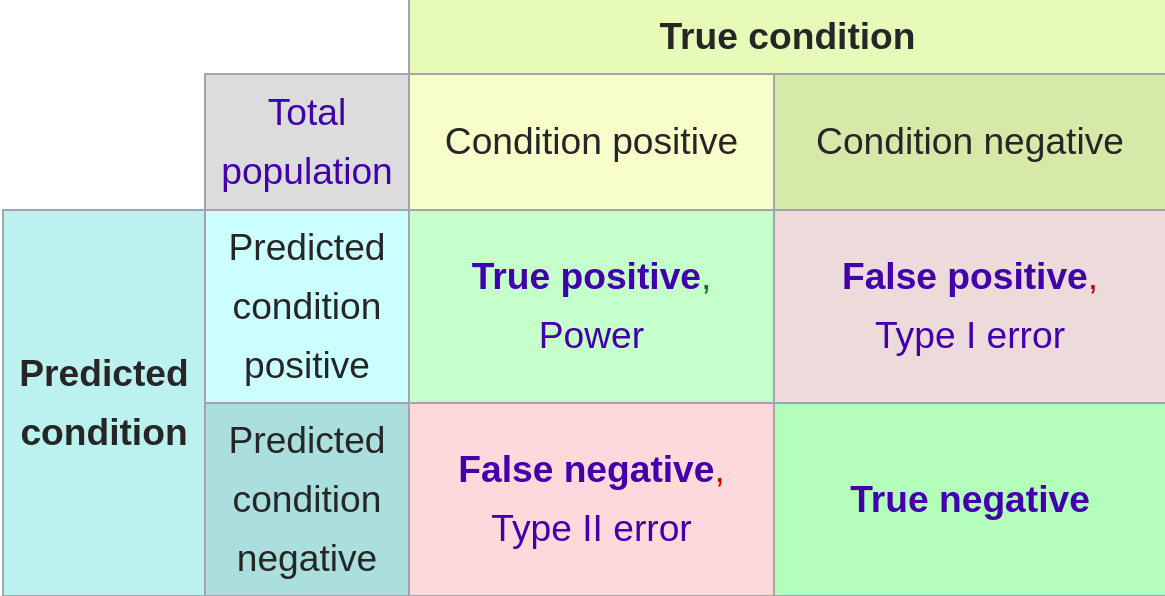 True condition
Total
population
Condition positive
Condition negative
Predicted
condition
Predicted
condition
positive
True positive,
Power
False positive,
Type I error
Predicted
condition
negative
False negative,
Type II error
True negative